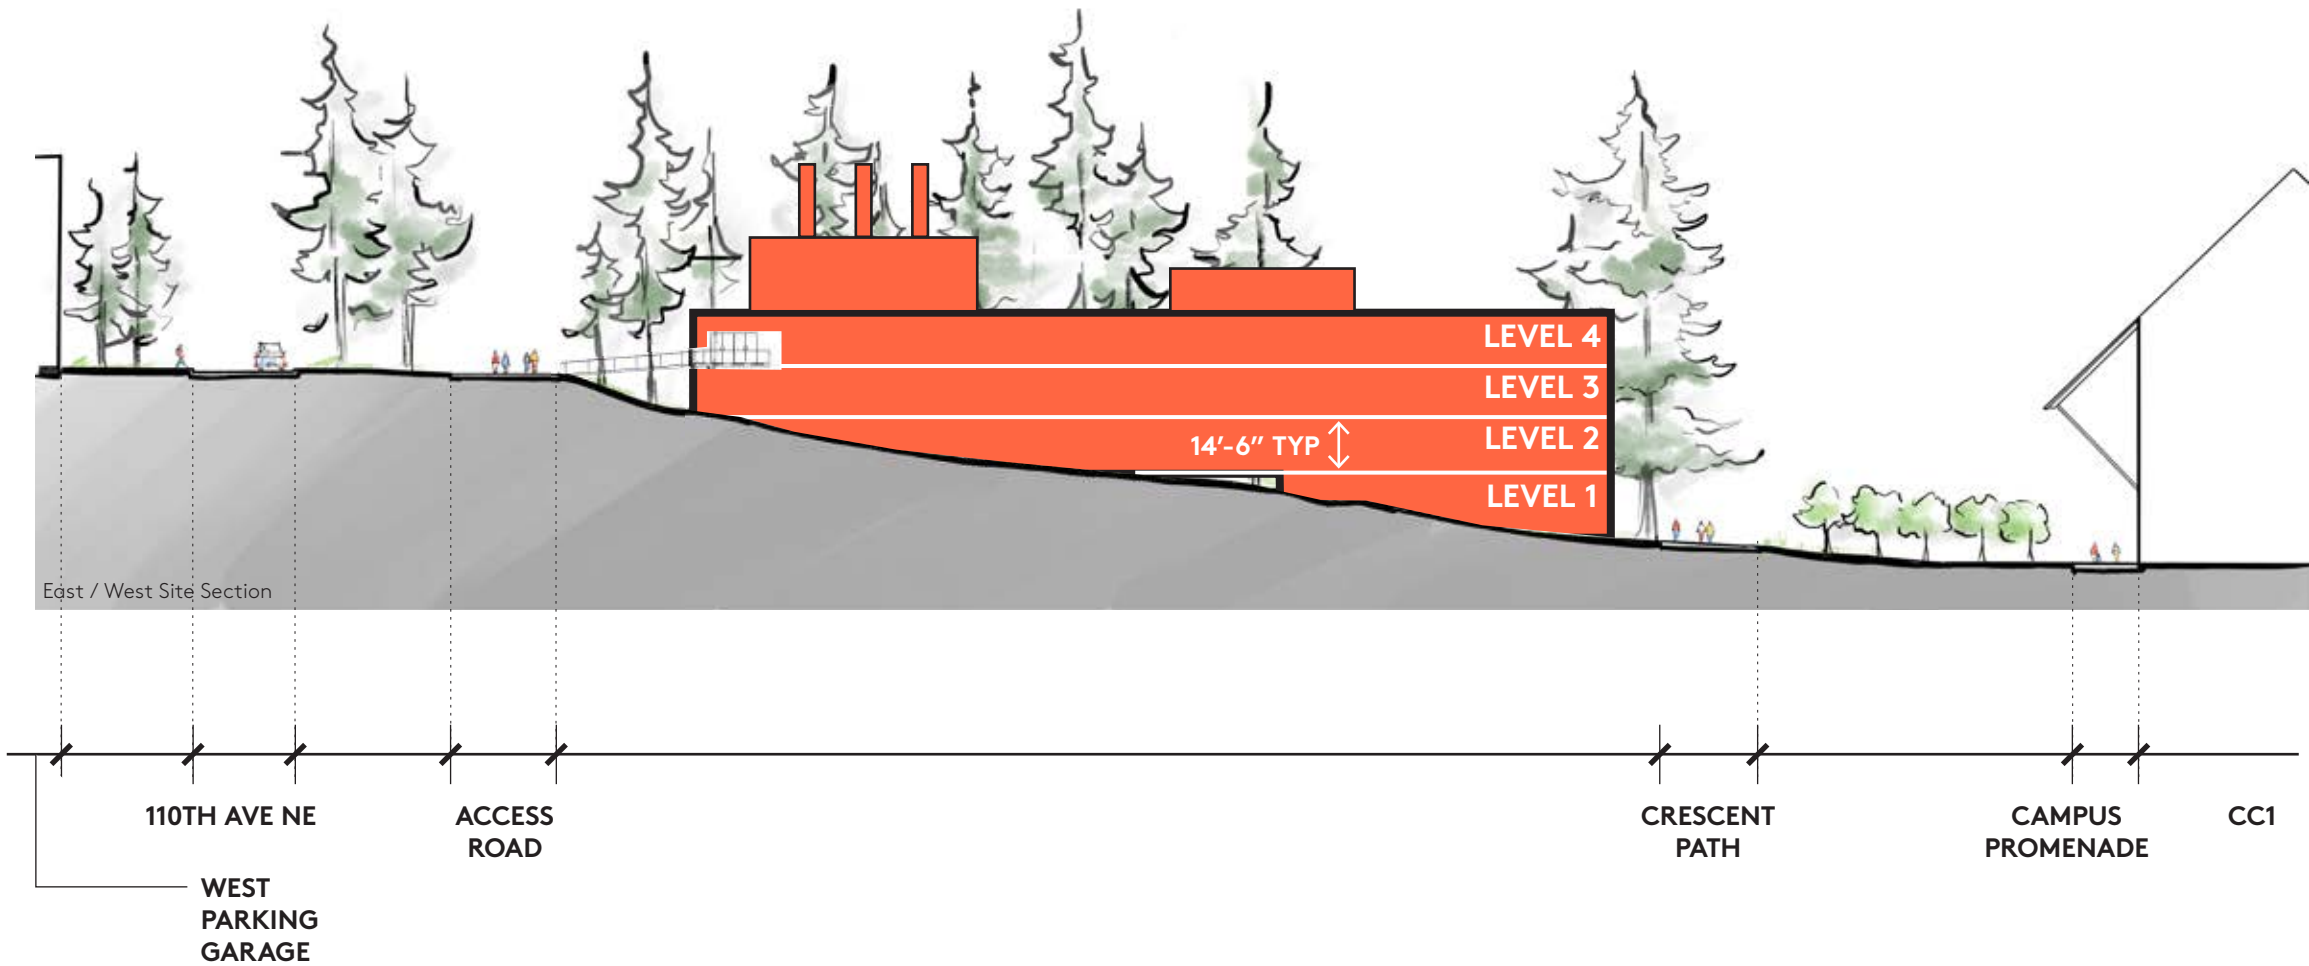 LEVEL 4
LEVEL 3
14′-6″ TYP
LEVEL 2
LEVEL 1
East / West Site Section
110TH AVE NE
ACCESS
ROAD
CRESCENT
PATH
CAMPUS
PROMENADE
CC1
WEST
PARKING
GARAGE